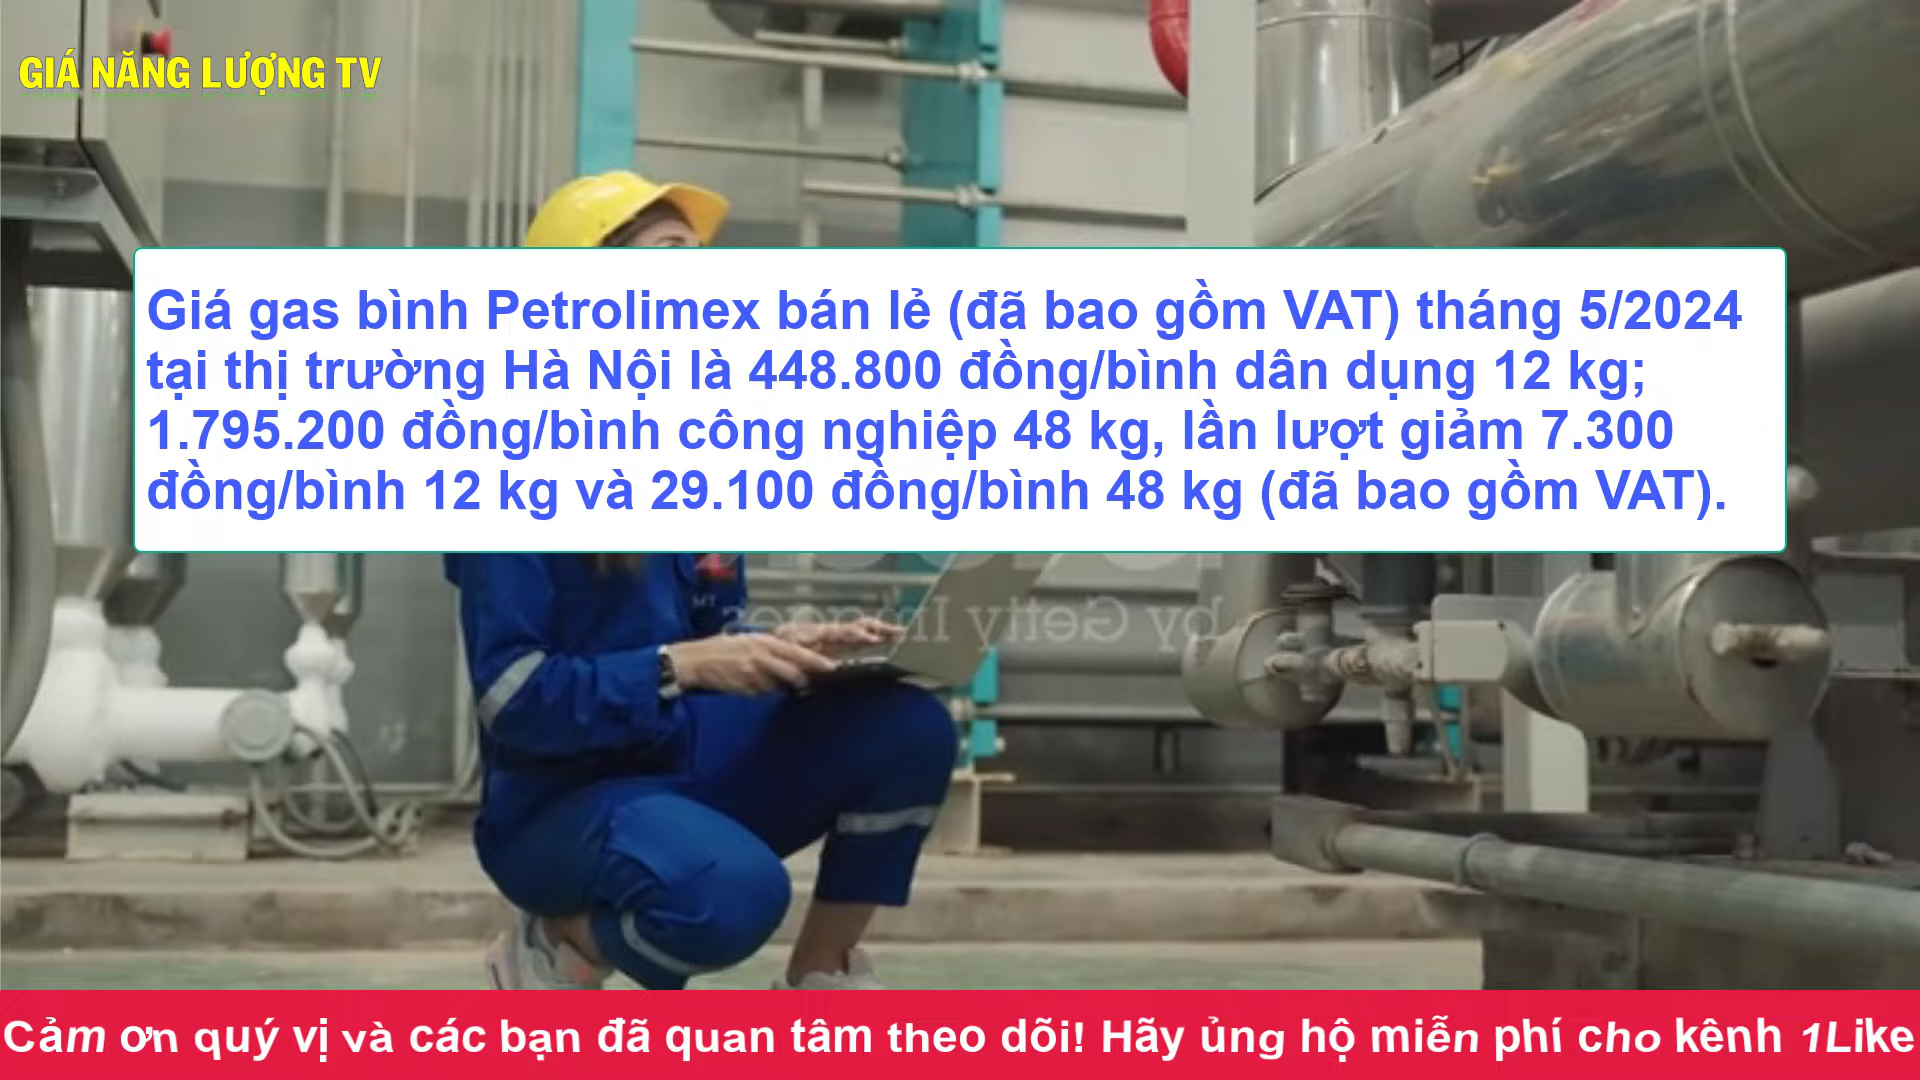 GIÁ NĂNG LƯỢNG TV
Giá gas bình Petrolimex bán lẻ (đã bao gồm VAT) tháng 5/2024
tại thị trường Hà Nội là 448.800 đồng/bình dân dụng 12 kg;
1.795.200 đồng/bình công nghiệp 48 kg, lần lượt giảm 7.300
đồng/bình 12 kg và 29.100 đồng/bình 48 kg (đã bao gồm VAT).
by Getty Images™
Cảm ơn quý vị và các bạn đã quan tâm theo dõi! Hãy ủng hộ miễn phí cho kênh 1Like